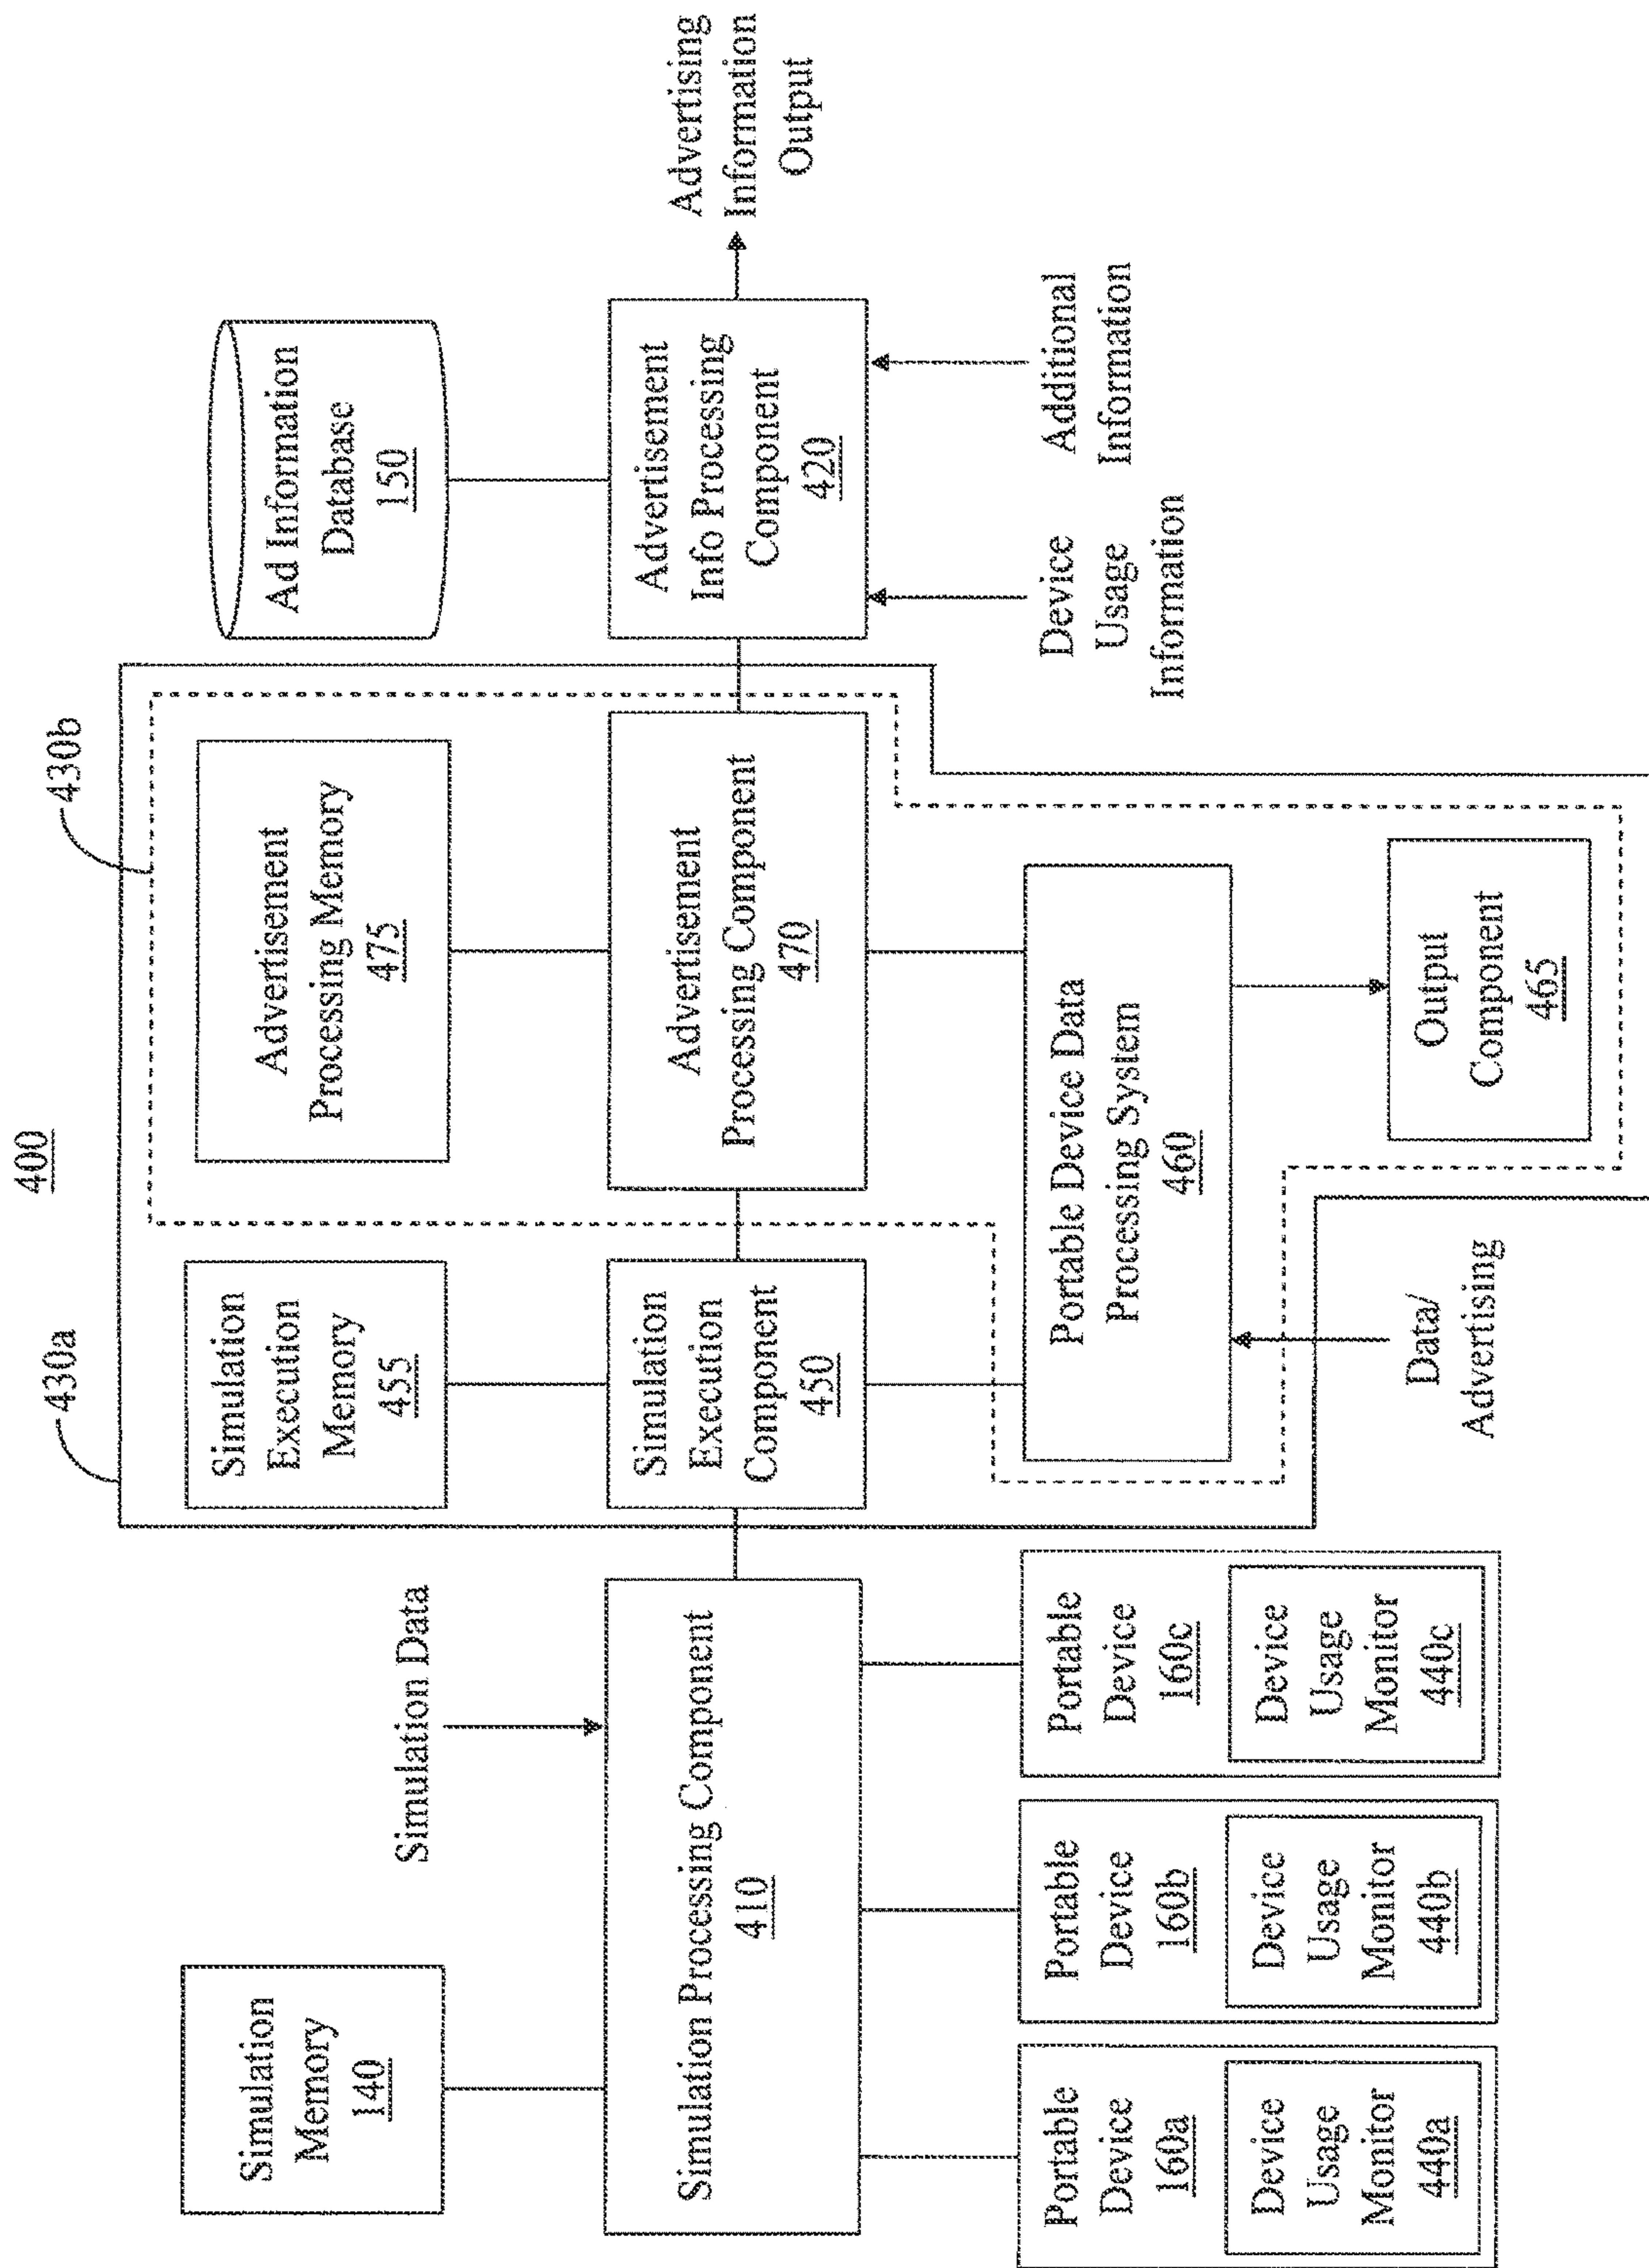 400
430a
430b
Simulation
Memory
140
Simulation Data
Simulation Processing Component
410
Portable
Device
160a
Device
Usage
Monitor
440a
Portable
Device
160b
Device
Usage
Monitor
440b
Portable
Device
160c
Device
Usage
Monitor
440c
Simulation
Execution
Memory
455
Simulation
Execution
Component
450
Advertisement
Processing Memory
475
Advertisement
Processing Component
470
Portable Device Data
Processing System
460
Data/
Advertising
Output
Component
465
Ad Information
Database
150
Advertisement
Info Processing
Component
420
Device
Usage
Information
Additional
Information
Advertising
Information
Output